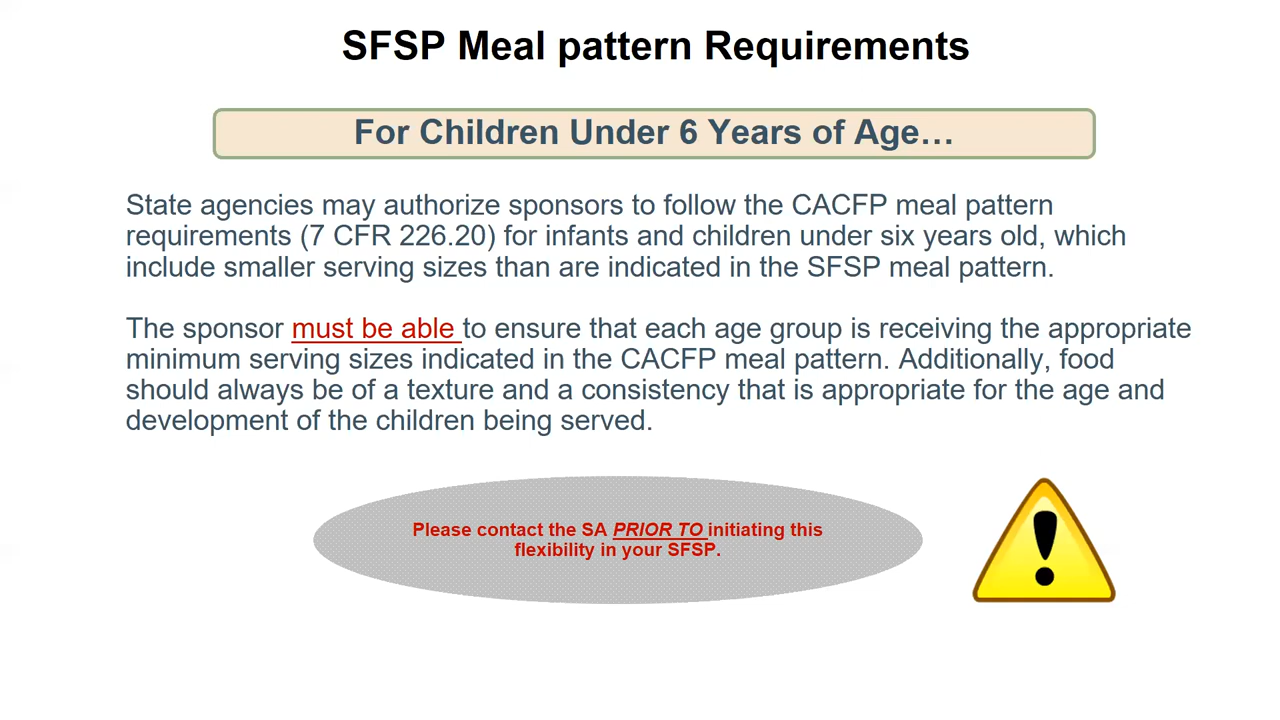 SFSP Meal pattern Requirements
For Children Under 6 Years of Age…
State agencies may authorize sponsors to follow the CACFP meal pattern
requirements (7 CFR 226.20) for infants and children under six years old, which
include smaller serving sizes than are indicated in the SFSP meal pattern.
The sponsor must be able to ensure that each age group is receiving the appropriate
minimum serving sizes indicated in the CACFP meal pattern. Additionally, food
should always be of a texture and a consistency that is appropriate for the age and
development of the children being served.
Please contact the SA PRIOR TO initiating this
flexibility in your SFSP.